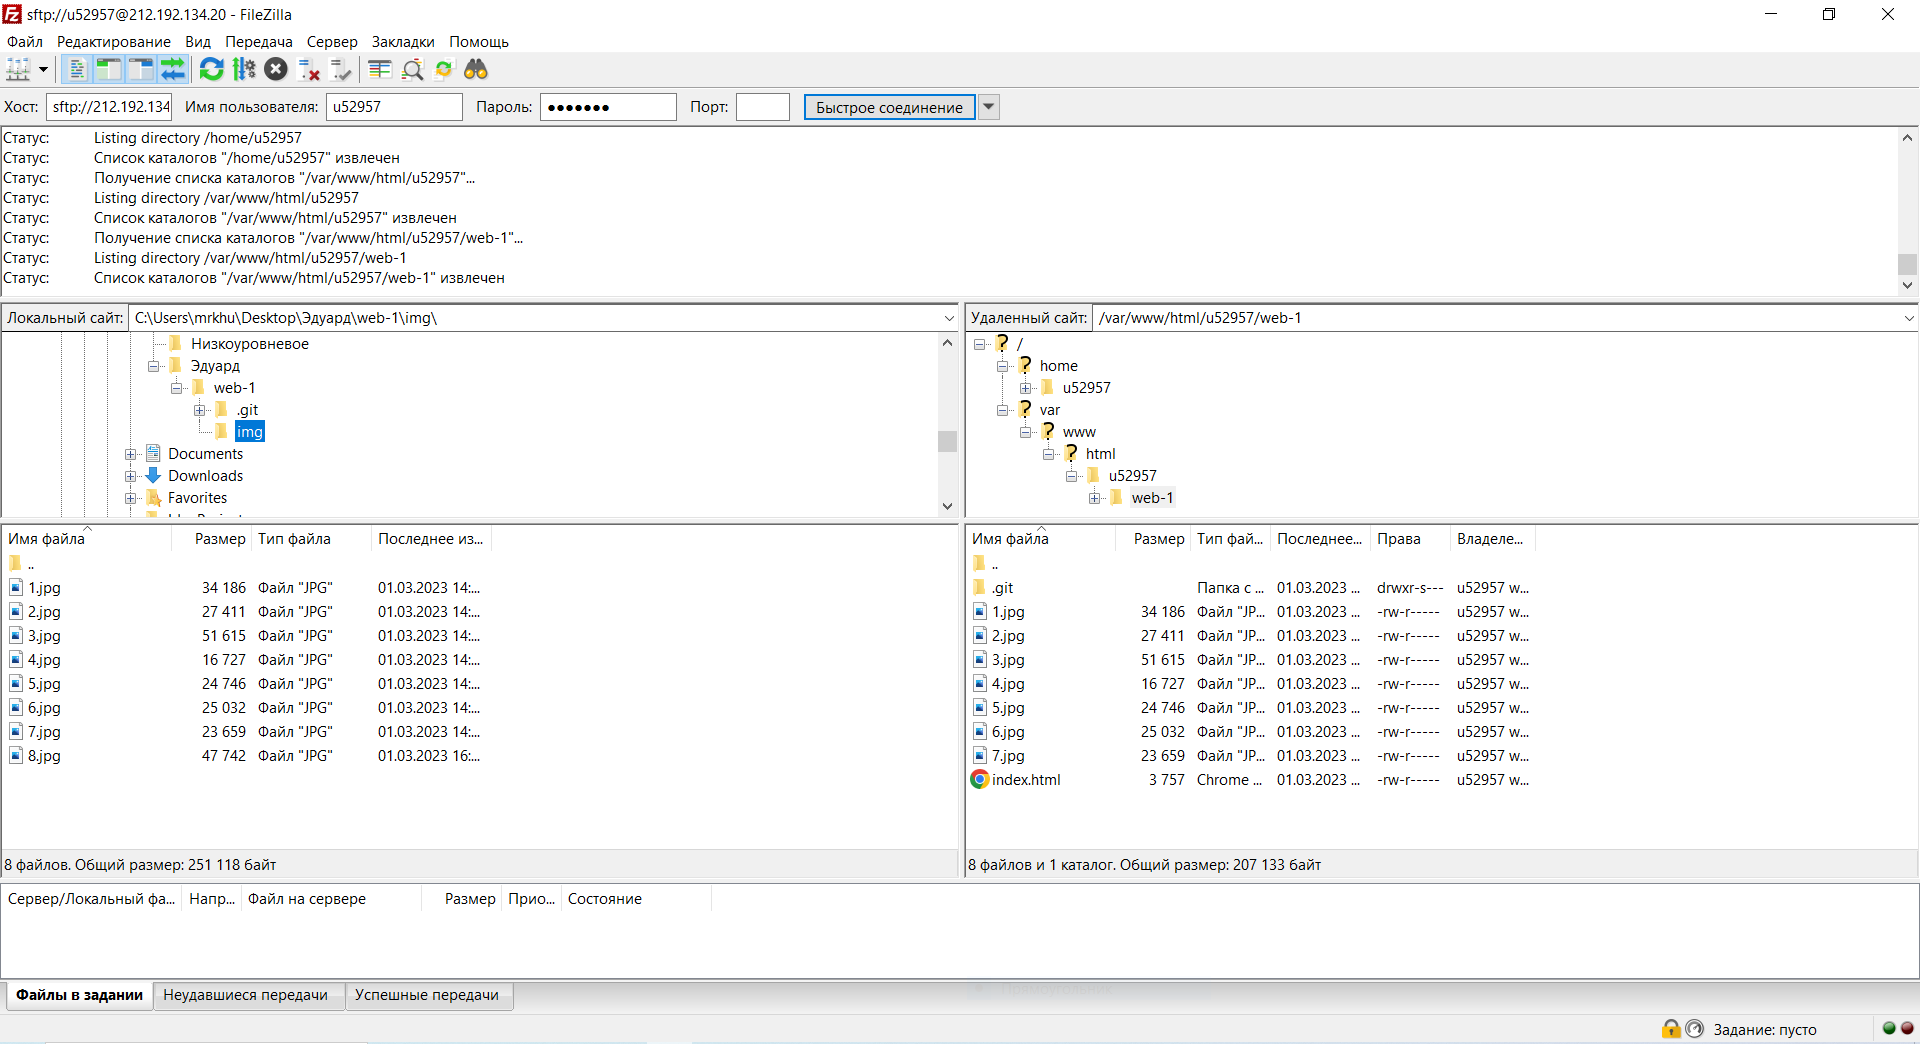 sftp://u52957@212.192.134.20 - FileZilla
Файл Редактирование Вид Передача Сервер Закладки Помощь
Хост: sftp://212.192.134 Имя пользователя: u52957 Пароль: ●●●●●●● Порт: Быстрое соединение
Статус: Listing directory /home/u52957
Статус: Список каталогов "/home/u52957" извлечен
Статус: Получение списка каталогов "/var/www/html/u52957"...
Статус: Listing directory /var/www/html/u52957
Статус: Список каталогов "/var/www/html/u52957" извлечен
Статус: Получение списка каталогов "/var/www/html/u52957/web-1"...
Статус: Listing directory /var/www/html/u52957/web-1
Статус: Список каталогов "/var/www/html/u52957/web-1" извлечен
Локальный сайт: C:\Users\mrkhu\Desktop\Эдуард\web-1\img\
Низкоуровневое
Эдуард
web-1
.git
img
Documents
Downloads
Favorites
Имя файла Размер Тип файла Последнее из...
..
1.jpg 34 186 Файл "JPG" 01.03.2023 14:...
2.jpg 27 411 Файл "JPG" 01.03.2023 14:...
3.jpg 51 615 Файл "JPG" 01.03.2023 14:...
4.jpg 16 727 Файл "JPG" 01.03.2023 14:...
5.jpg 24 746 Файл "JPG" 01.03.2023 14:...
6.jpg 25 032 Файл "JPG" 01.03.2023 14:...
7.jpg 23 659 Файл "JPG" 01.03.2023 14:...
8.jpg 47 742 Файл "JPG" 01.03.2023 16:...
8 файлов. Общий размер: 251 118 байт
Удаленный сайт: /var/www/html/u52957/web-1
/
home
u52957
var
www
html
u52957
web-1
Имя файла Размер Тип фай... Последнее... Права Владеле...
..
.git Папка с ... 01.03.2023 ... drwxr-s--- u52957 w...
1.jpg 34 186 Файл "JP... 01.03.2023 ... -rw-r----- u52957 w...
2.jpg 27 411 Файл "JP... 01.03.2023 ... -rw-r----- u52957 w...
3.jpg 51 615 Файл "JP... 01.03.2023 ... -rw-r----- u52957 w...
4.jpg 16 727 Файл "JP... 01.03.2023 ... -rw-r----- u52957 w...
5.jpg 24 746 Файл "JP... 01.03.2023 ... -rw-r----- u52957 w...
6.jpg 25 032 Файл "JP... 01.03.2023 ... -rw-r----- u52957 w...
7.jpg 23 659 Файл "JP... 01.03.2023 ... -rw-r----- u52957 w...
index.html 3 757 Chrome ... 01.03.2023 ... -rw-r----- u52957 w...
8 файлов и 1 каталог. Общий размер: 207 133 байт
Сервер/Локальный фа... Напр... Файл на сервере Размер Прио... Состояние
Файлы в задании Неудавшиеся передачи Успешные передачи
Задание: пусто